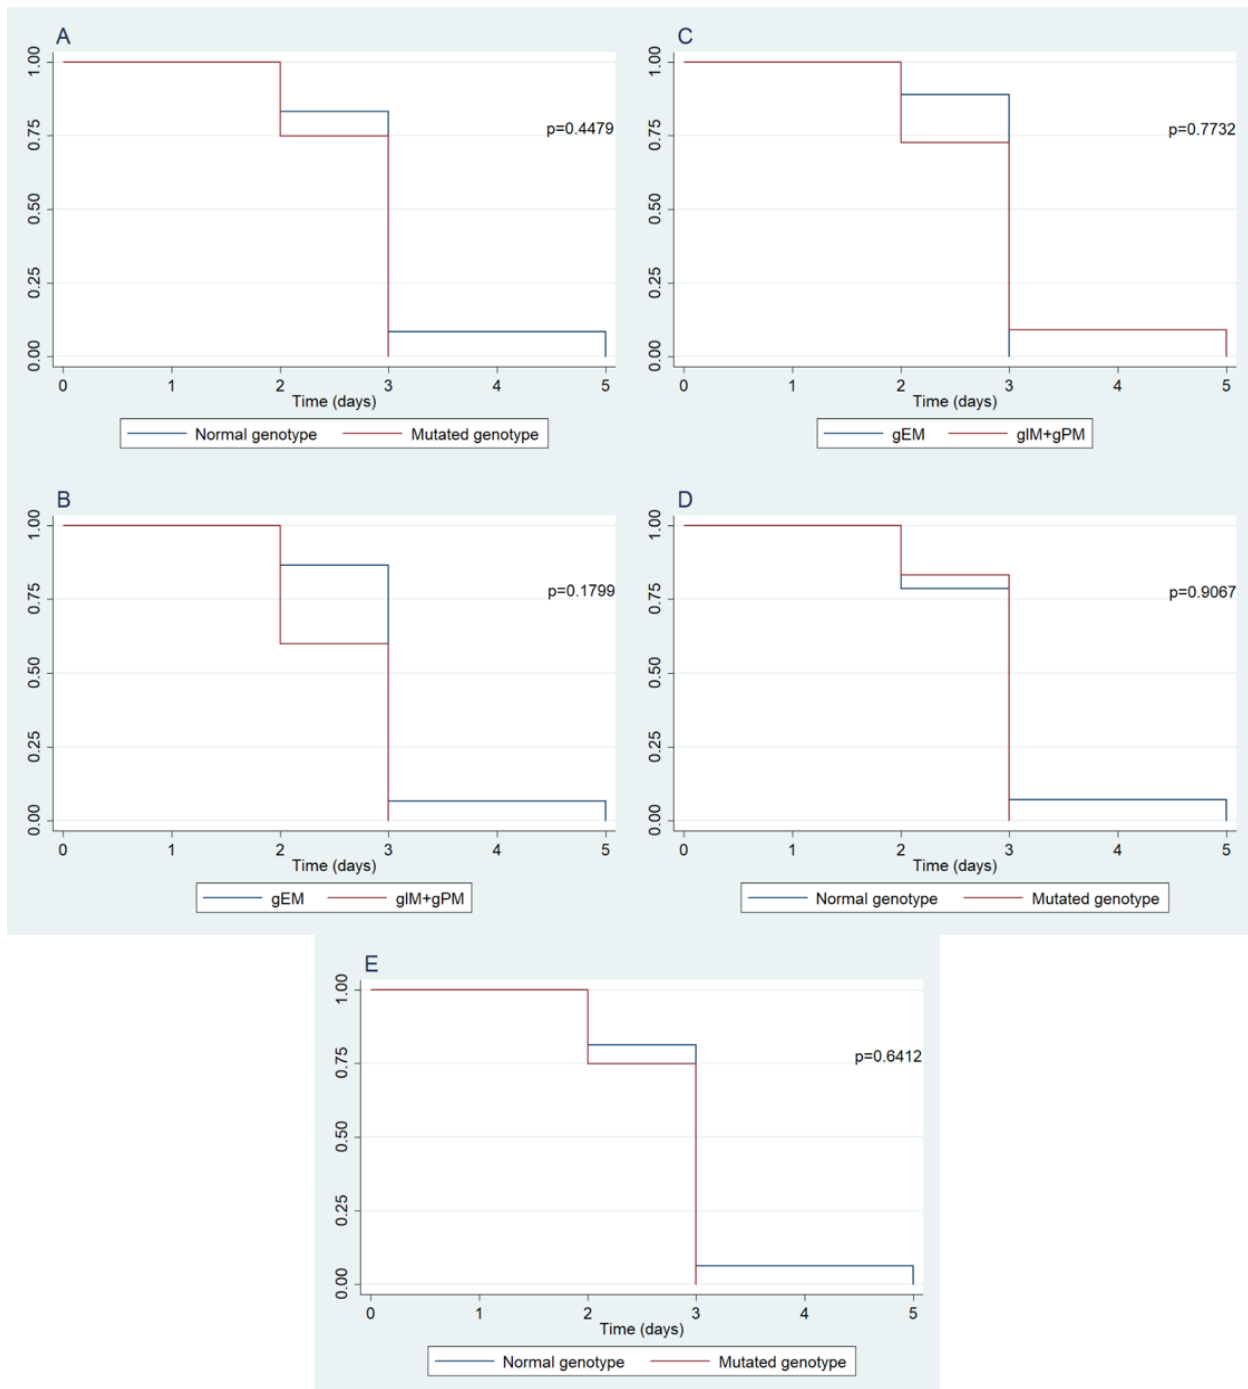 A
1.00
0.75
0.50
0.25
0.00
p=0.4479
0 1 2 3 4 5
Time (days)
Normal genotype Mutated genotype
C
1.00
0.75
0.50
0.25
0.00
p=0.7732
0 1 2 3 4 5
Time (days)
gEM gIM+gPM
B
1.00
0.75
0.50
0.25
0.00
p=0.1799
0 1 2 3 4 5
Time (days)
gEM gIM+gPM
D
1.00
0.75
0.50
0.25
0.00
p=0.9067
0 1 2 3 4 5
Time (days)
Normal genotype Mutated genotype
E
1.00
0.75
0.50
0.25
0.00
p=0.6412
0 1 2 3 4 5
Time (days)
Normal genotype Mutated genotype